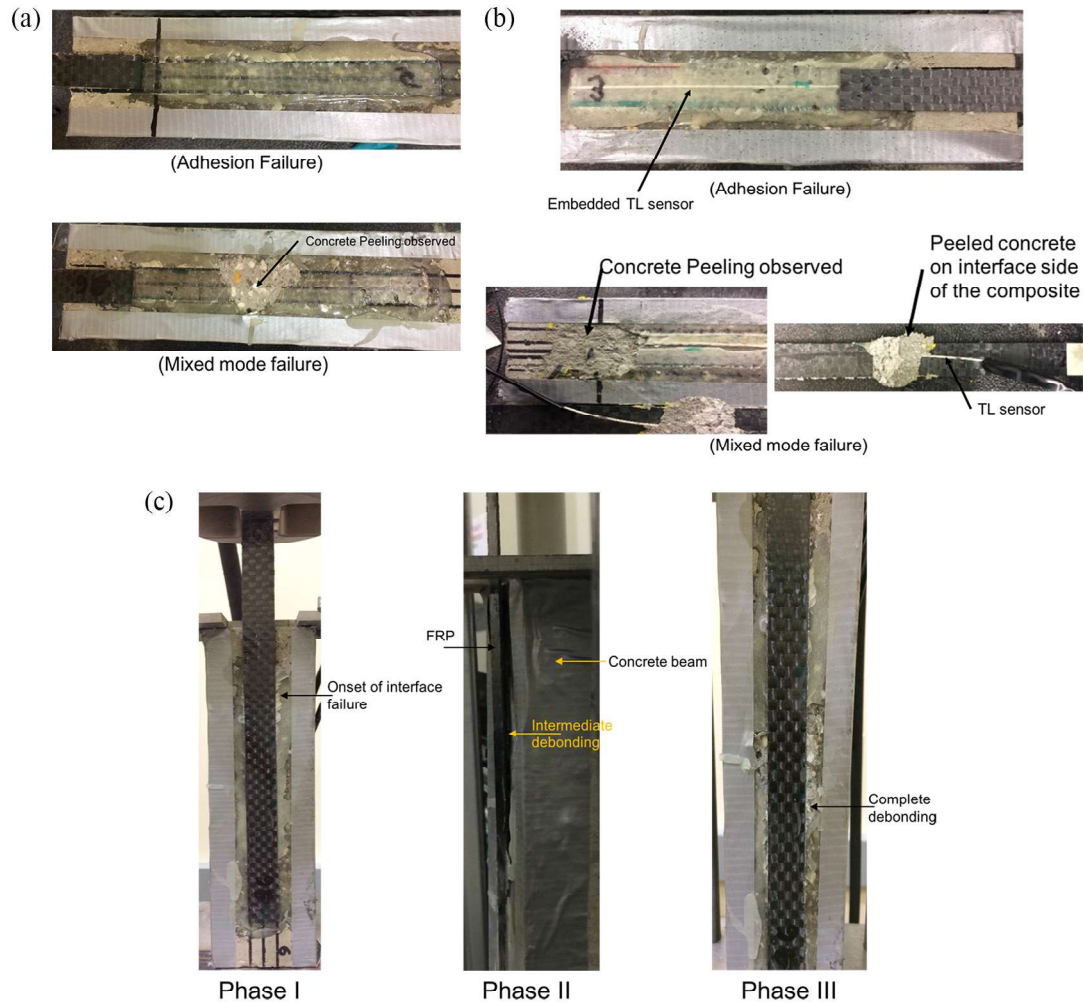 (a)
(Adhesion Failure)
Concrete Peeling observed
(Mixed mode failure)
(b)
3
(Adhesion Failure)
Embedded TL sensor
Concrete Peeling observed
Peeled concrete
on interface side
of the composite
TL sensor
(Mixed mode failure)
(c)
Onset of interface
failure
FRP
Concrete beam
Intermediate
debonding
Complete
debonding
Phase I
Phase II
Phase III